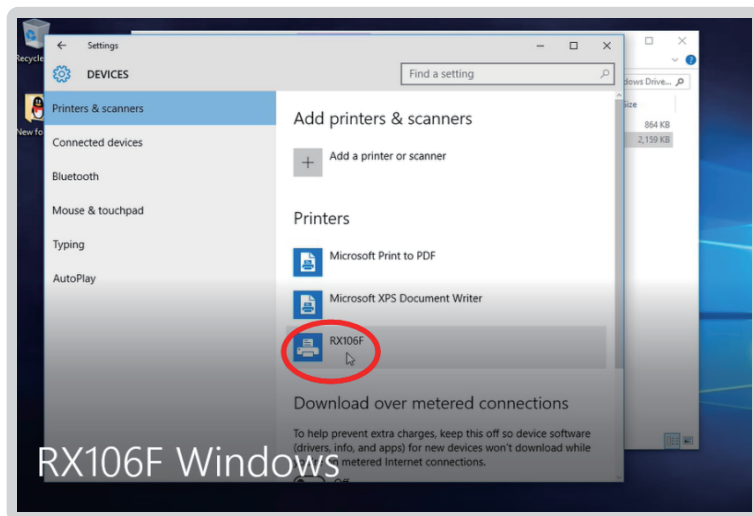 Recycle
New fo
Settings
DEVICES
Find a setting
Printers & scanners
Connected devices
Bluetooth
Mouse & touchpad
Typing
AutoPlay
Add printers & scanners
Add a printer or scanner
Printers
Microsoft Print to PDF
Microsoft XPS Document Writer
RX106F
Download over metered connections
To help prevent extra charges, keep this off so device software
(drivers, info, and apps) for new devices won't download while
metered Internet connections.
Off
dows Drive...
Size
864 KB
2,159 KB
RX106F Windows